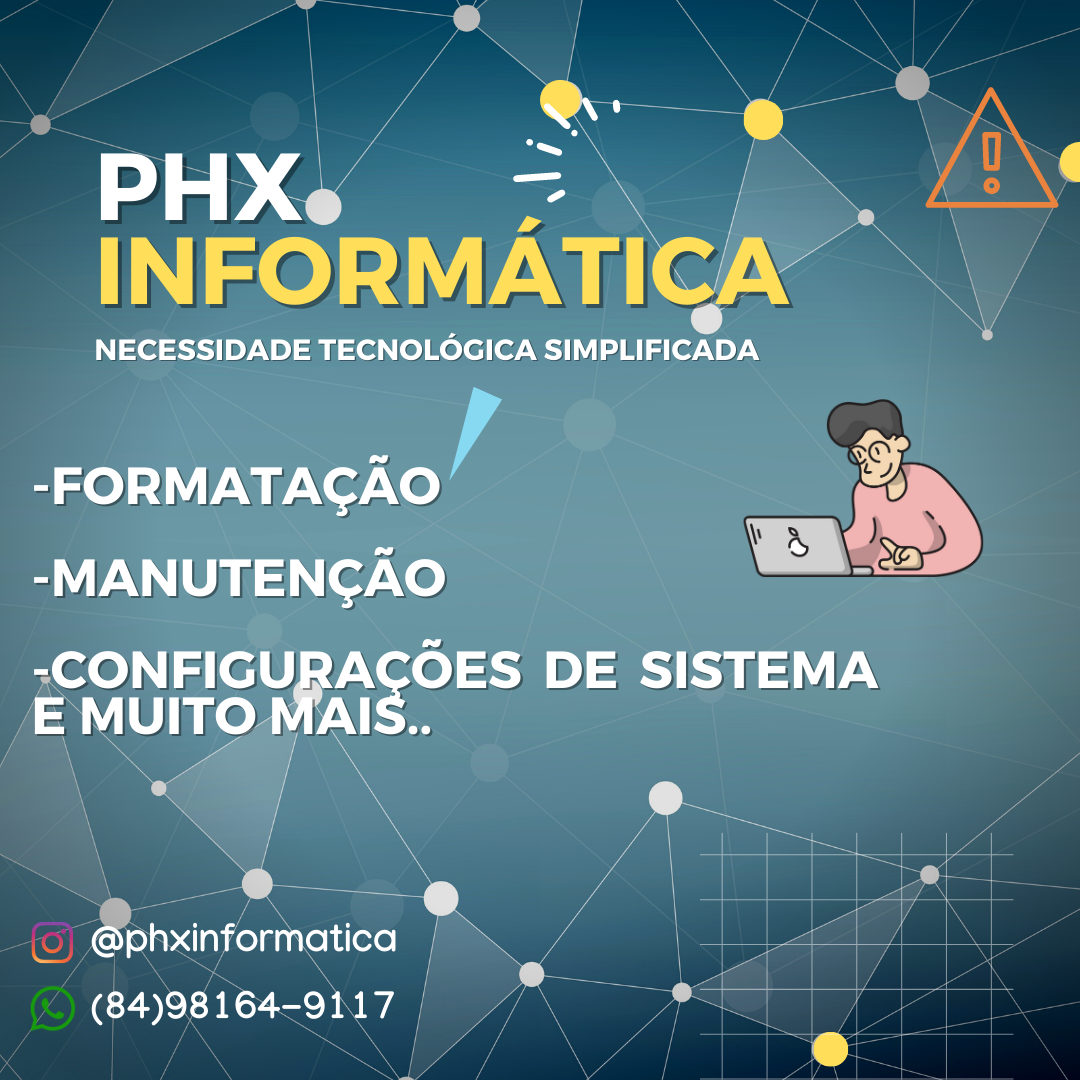 PHX
INFORMÁTICA
NECESSIDADE TECNOLÓGICA SIMPLIFICADA
-FORMATAÇÃO
-MANUTENÇÃO
-CONFIGURAÇÕES DE SISTEMA
E MUITO MAIS..
@phxinformatica
(84)98164-9117